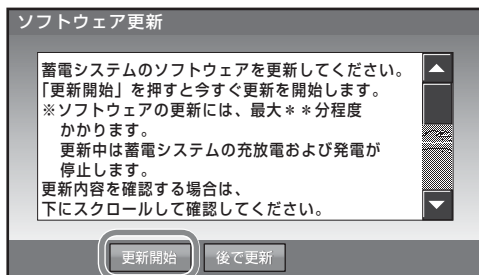 ソフトウェア更新
蓄電システムのソフトウェアを更新してください。
「更新開始」を押すと今すぐ更新を開始します。
※ソフトウェアの更新には、最大＊＊分程度
かかります。
更新中は蓄電システムの充放電および発電が
停止します。
更新内容を確認する場合は、
下にスクロールして確認してください。
更新開始 後で更新